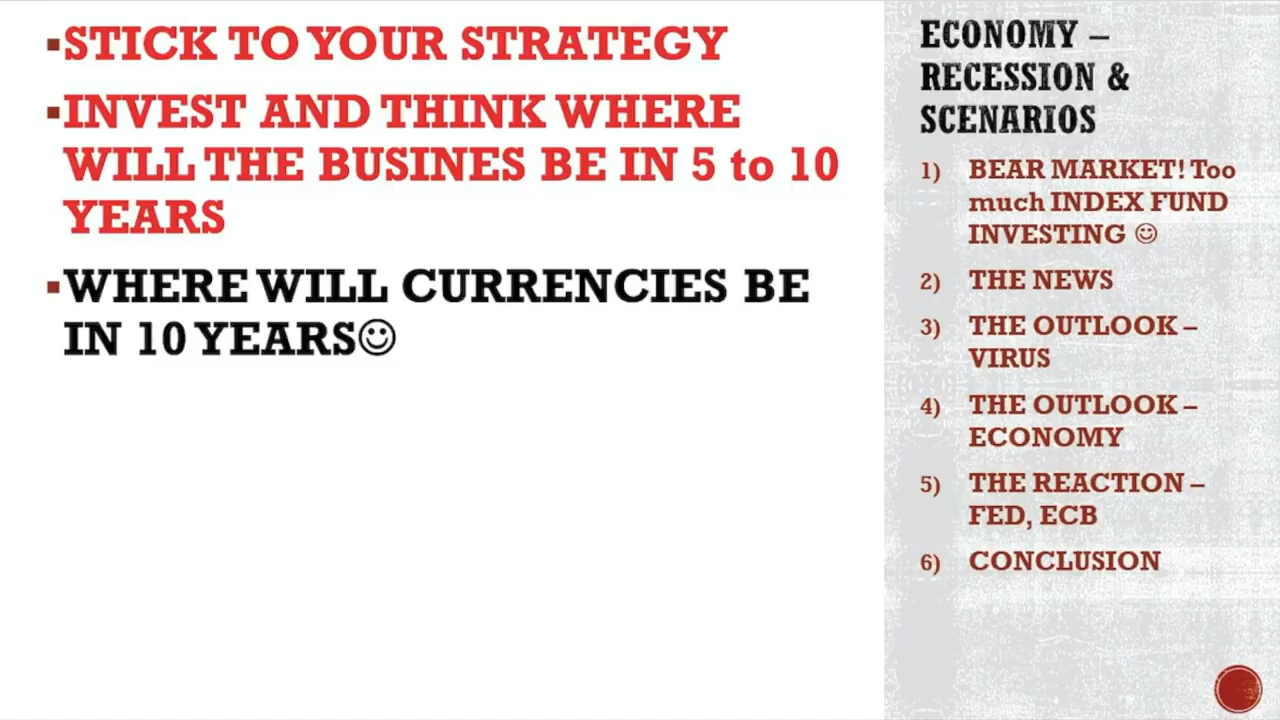 ▪STICK TO YOUR STRATEGY
▪INVEST AND THINK WHERE
WILL THE BUSINES BE IN 5 to 10
YEARS
▪WHERE WILL CURRENCIES BE
IN 10 YEARS☺
ECONOMY –
RECESSION &
SCENARIOS
1) BEAR MARKET! Too
much INDEX FUND
INVESTING ☺
2) THE NEWS
3) THE OUTLOOK –
VIRUS
4) THE OUTLOOK –
ECONOMY
5) THE REACTION –
FED, ECB
6) CONCLUSION